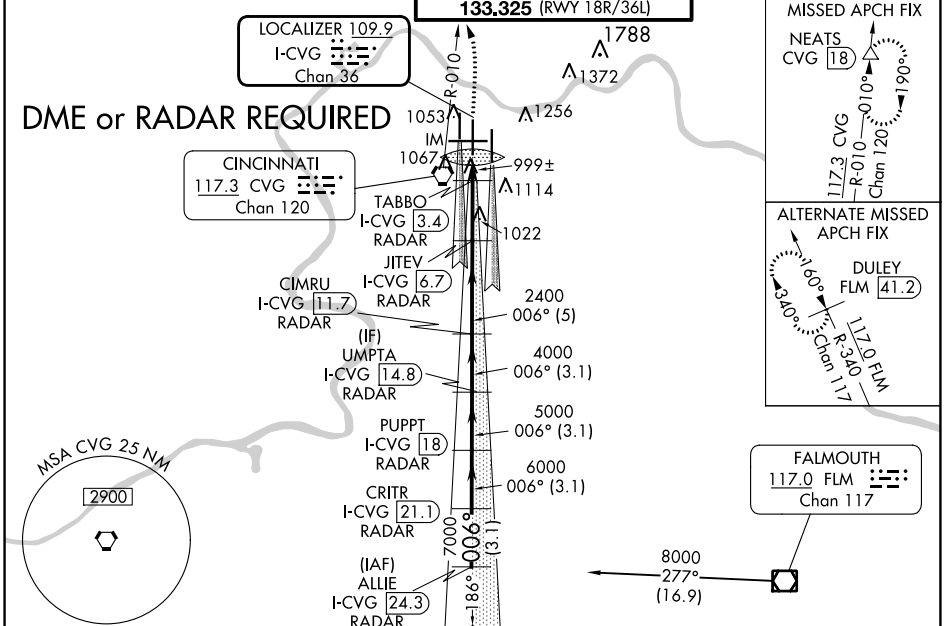 133.325 (RWY 18R/36L)
LOCALIZER 109.9
I-CVG
Chan 36
DME or RADAR REQUIRED
R-010
1788
1372
1256
1053
IM
1067
999±
1114
CINCINNATI
117.3 CVG
Chan 120
TABBO
I-CVG 3.4
RADAR
1022
JITEV
I-CVG 6.7
RADAR
CIMRU
I-CVG 11.7
RADAR
2400
006° (5)
(IF)
UMPTA
I-CVG 14.8
RADAR
4000
006° (3.1)
PUPPT
I-CVG 18
RADAR
5000
006° (3.1)
CRITR
I-CVG 21.1
RADAR
6000
006° (3.1)
(IAF)
ALLIE
I-CVG 24.3
RADAR
7000
006°
(3.1)
186°
MSA CVG 25 NM
2900
8000
277°
(16.9)
FALMOUTH
117.0 FLM
Chan 117
MISSED APCH FIX
NEATS
CVG 18
010°
190°
117.3 CVG
R-010
Chan 120
ALTERNATE MISSED
APCH FIX
DULEY
FLM 41.2
160°
340°
117.0 FLM
R-340
Chan 117